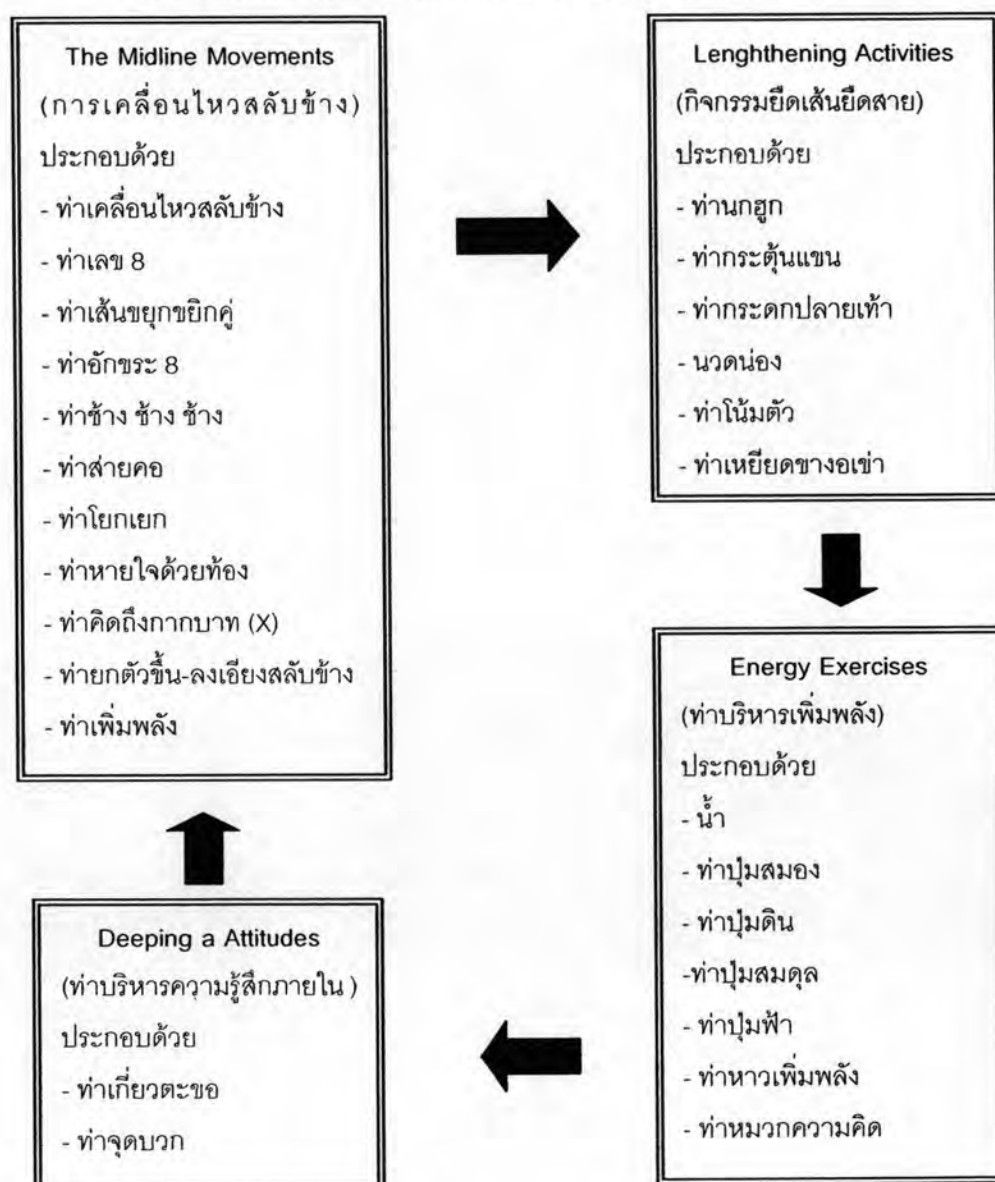 The Midline Movements
(การเคลื่อนไหวสลับข้าง)
ประกอบด้วย
- ท่าเคลื่อนไหวสลับข้าง
- ท่าเลข 8
- ท่าเส้นขยุกขยิกคู่
- ท่าอักขระ 8
- ท่าช้าง ช้าง ช้าง
- ท่าส่ายคอ
- ท่าโยกเยก
- ท่าหายใจด้วยท้อง
- ท่าคิดถึงกากบาท (X)
- ท่ายกตัวขึ้น-ลงเอียงสลับข้าง
- ท่าเพิ่มพลัง
Lenghthening Activities
(กิจกรรมยืดเส้นยืดสาย)
ประกอบด้วย
- ท่านกฮูก
- ท่ากระตุ้นแขน
- ท่ากระดกปลายเท้า
- นวดน่อง
- ท่าโน้มตัว
- ท่าเหยียดขางอเข่า
Energy Exercises
(ท่าบริหารเพิ่มพลัง)
ประกอบด้วย
- น้ำ
- ท่าปุ่มสมอง
- ท่าปุ่มดิน
-ท่าปุ่มสมดุล
- ท่าปุ่มฟ้า
- ท่าหาวเพิ่มพลัง
- ท่าหมวกความคิด
Deeping a Attitudes
(ท่าบริหารความรู้สึกภายใน )
ประกอบด้วย
- ท่าเกี่ยวตะขอ
- ท่าจุดบวก